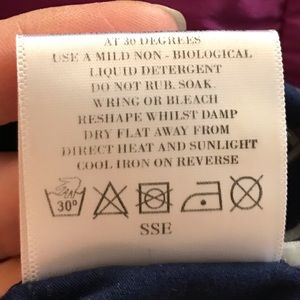 AT 30 DEGREES
USE A MILD NON - BIOLOGICAL
LIQUID DETERGENT
DO NOT RUB. SOAK.
WRING OR BLEACH
RESHAPE WHILST DAMP
DRY FLAT AWAY FROM
DIRECT HEAT AND SUNLIGHT
COOL IRON ON REVERSE
30°
SSE